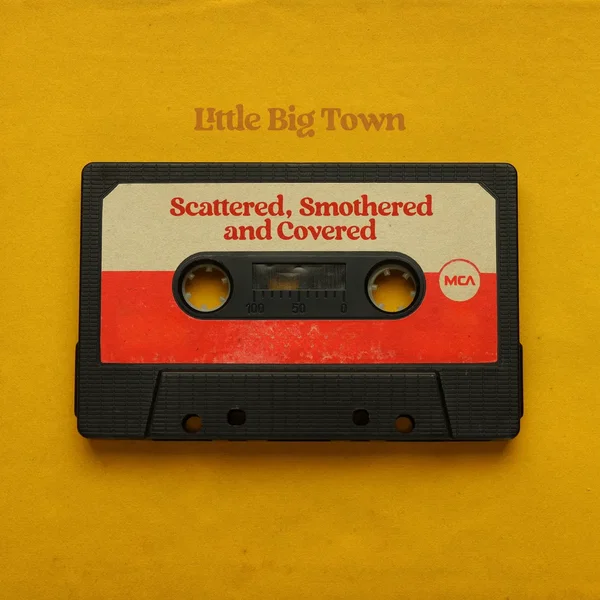 Little Big Town
Scattered, Smothered
and Covered
MCA
100 50 0